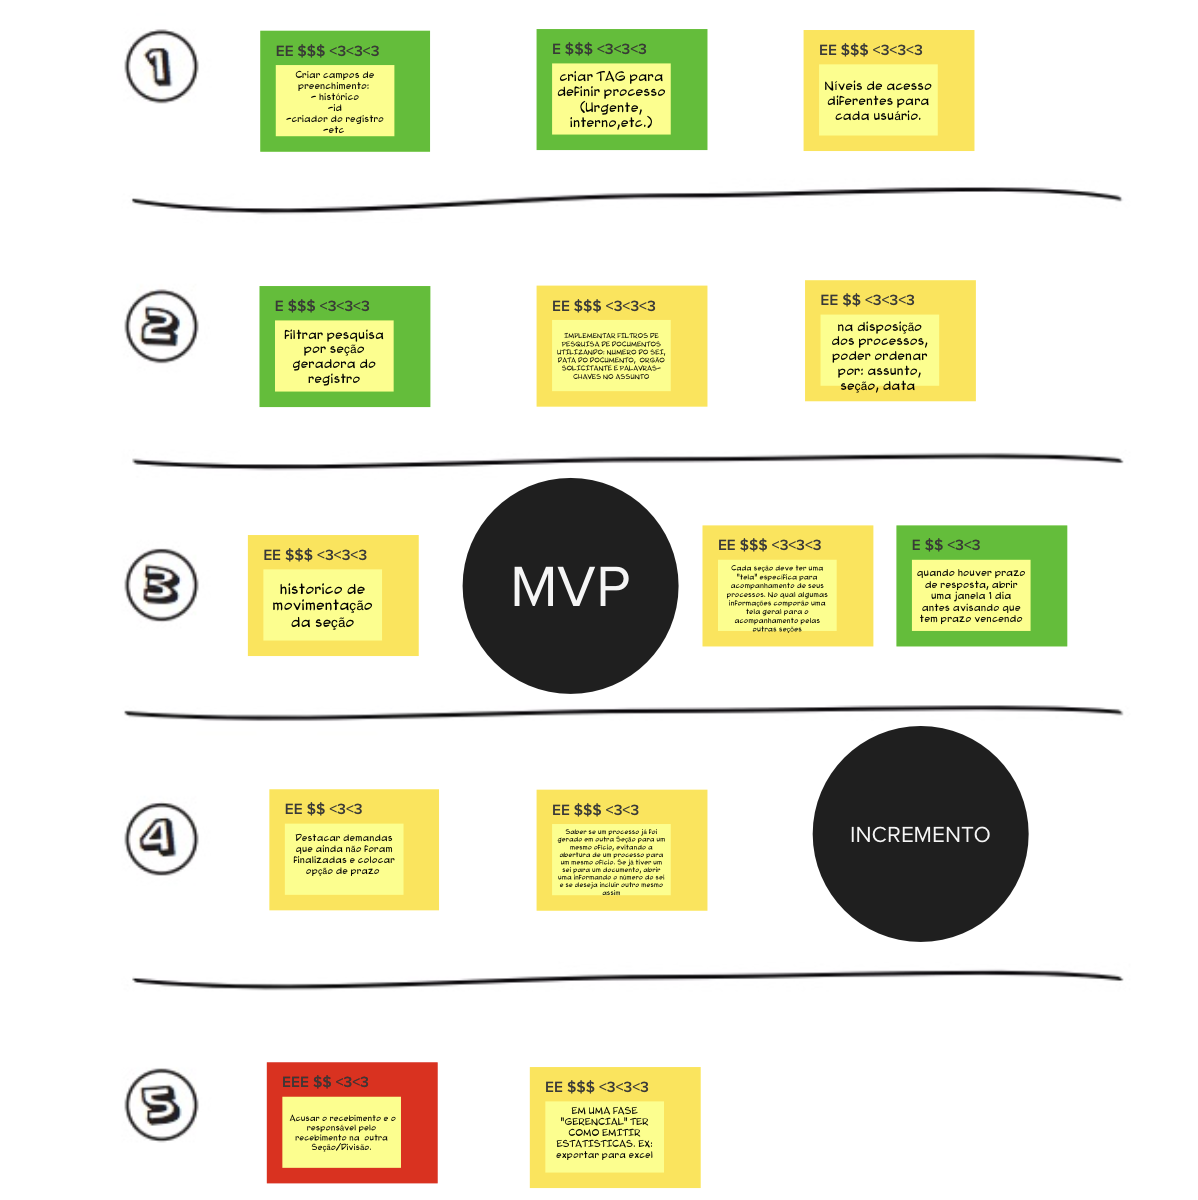 1
EE $$$ <3<3<3
Criar campos de
preenchimento:
- histórico
-id
-criador do registro
-etc
E $$$ <3<3<3
criar TAG para
definir processo
(Urgente,
interno,etc.)
EE $$$ <3<3<3
Níveis de acesso
diferentes para
cada usuário.
2
E $$$ <3<3<3
Filtrar pesquisa
por seção
geradora do
registro
EE $$$ <3<3<3
IMPLEMENTAR FILTROS DE
PESQUISA DE DOCUMENTOS
UTILIZANDO: NUMERO DO SEI,
DATA DO DOCUMENTO, ORGÃO
SOLICITANTE E PALAVRAS-
CHAVES NO ASSUNTO
EE $$ <3<3<3
na disposição
dos processos,
poder ordenar
por: assunto,
seção, data
3
EE $$$ <3<3<3
historico de
movimentação
da seção
MVP
EE $$$ <3<3<3
Cada seção deve ter uma
"tela" especifica para
acompanhamento de seus
processos. No qual algumas
informações comporão uma
tela geral para o
acompanhamento pelas
outras seções
E $$ <3<3
quando houver prazo
de resposta, abrir
uma janela 1 dia
antes avisando que
tem prazo vencendo
4
EE $$ <3<3
Destacar demandas
que ainda não foram
finalizadas e colocar
opção de prazo
EE $$$ <3<3
Saber se um processo já foi
gerado em outra Seção para um
mesmo ofício, evitando a
abertura de um processo para
um mesmo ofício. Se já tiver um
sei para um documento, abrir
uma informando o número do sei
e se deseja incluir outro mesmo
assim
INCREMENTO
5
EEE $$ <3<3
Acusar o recebimento e o
responsável pelo
recebimento na outra
Seção/Divisão.
EE $$$ <3<3<3
EM UMA FASE
"GERENCIAL" TER
COMO EMITIR
ESTATISTICAS. EX:
exportar para excel